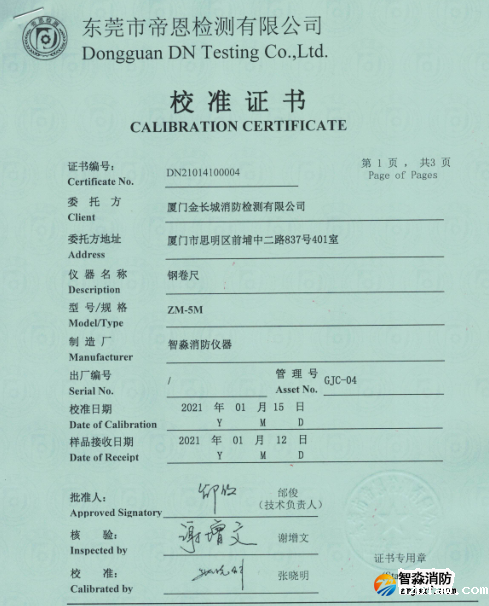 东莞市帝恩检测有限公司
Dongguan DN Testing Co.,Ltd.
校准证书
CALIBRATION CERTIFICATE
证书编号: DN21014100004 第 1 页 , 共3 页
Certificate No. Page of Pages
委托方 厦门金长城消防检测有限公司
Client
委托方地址 厦门市思明区前埔中二路837号401室
Address
仪器名称 钢卷尺
Description
型号/规格 ZM-5M
Model/Type
制造厂 智淼消防仪器
Manufacturer
出厂编号 / 管理号 GJC-04
Serial No. Asset No.
校准日期 2021 年 01 月 15 日
Date of Calibration Y M D
样品接收日期 2021 年 01 月 12 日
Date of Receipt Y M D
批准人: 邰俊
Approved Signatory (技术负责人)
核验: 谢增文 谢增文
Inspected by
校准: 张晓明
Calibrated by
证书专用章
智淼消防